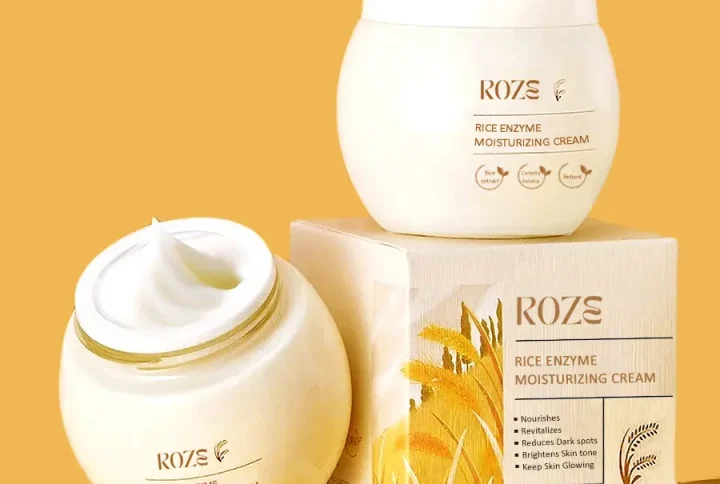 ROZE
RICE ENZYME
MOISTURIZING CREAM
Rice extract
Centella Asiatica
ROZE
RICE ENZYME
MOISTURIZING CREAM
Nourishes
Revitalizes
Reduces Dark spots
Brightens Skin tone
Keep Skin Glowing
ROZE